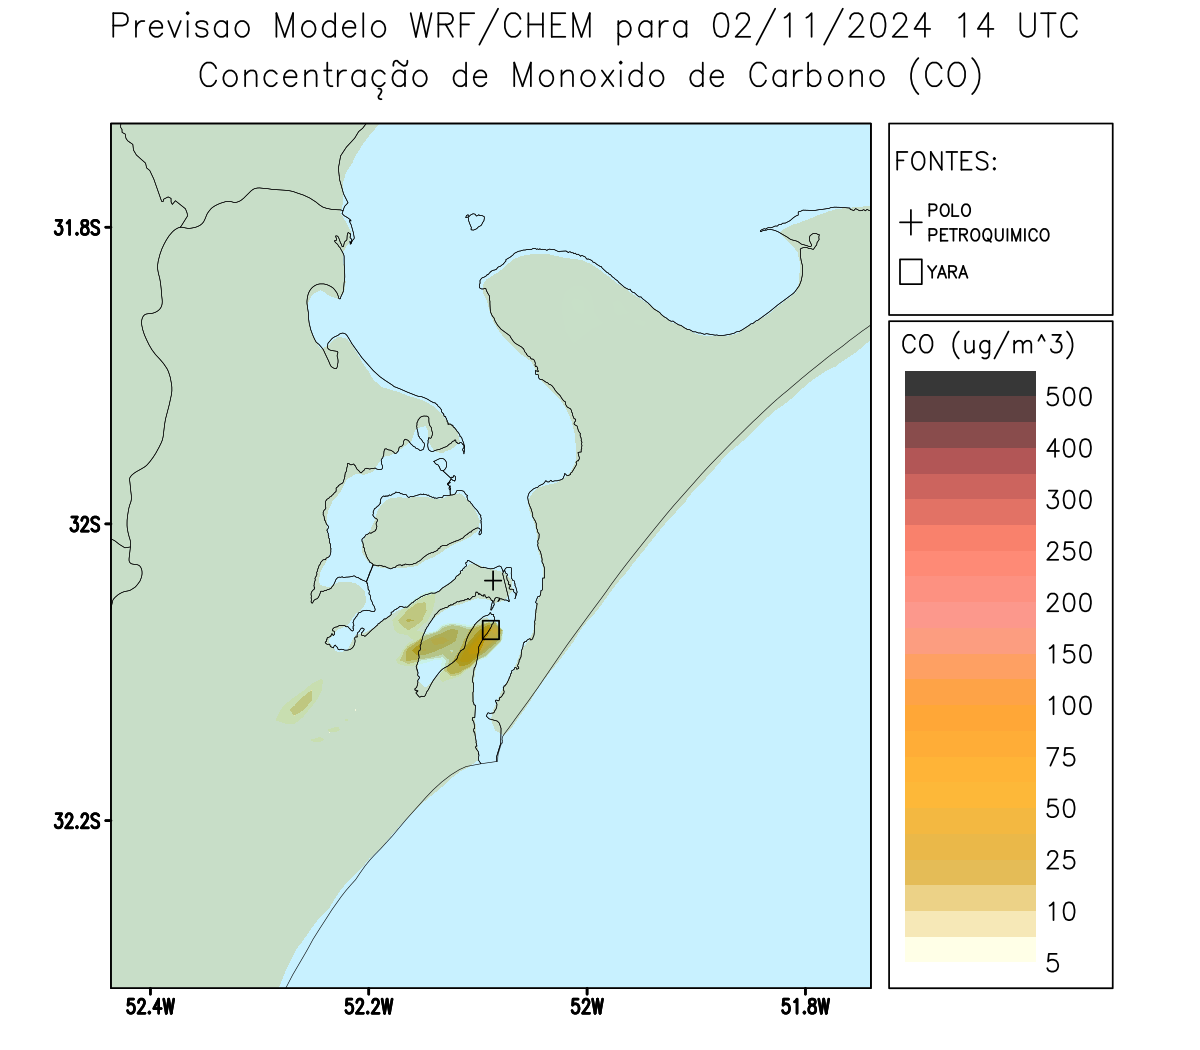 Previsao Modelo WRF/CHEM para 02/11/2024 14 UTC
Concentração de Monoxido de Carbono (CO)
FONTES:
POLO
PETROQUIMICO
YARA
CO (ug/m^3)
500
400
300
250
200
150
100
75
50
25
10
5
31.8S
32S
32.2S
52.4W
52.2W
52W
51.8W